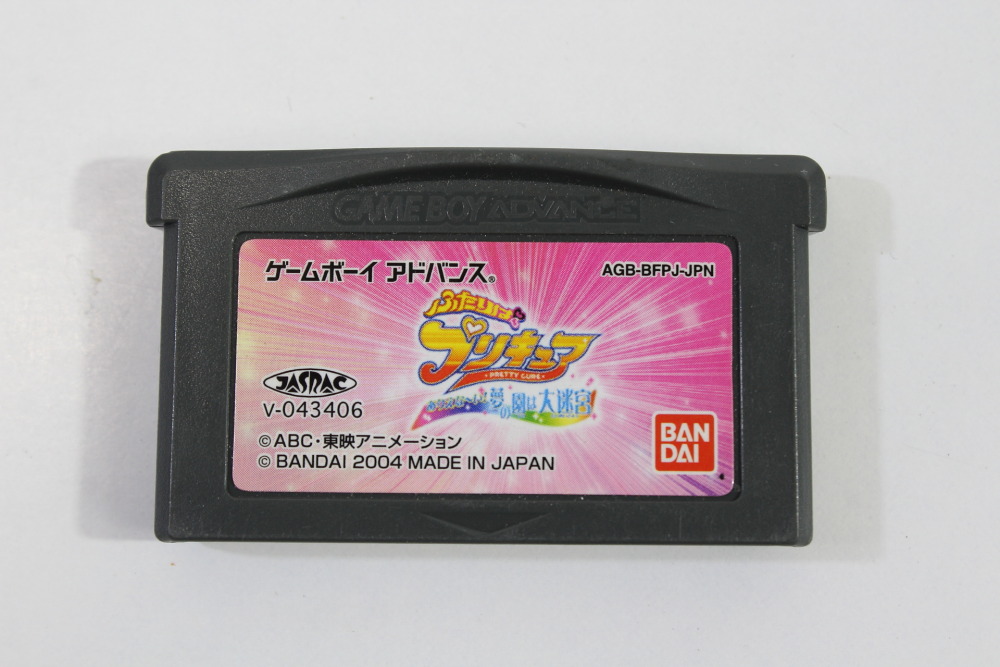 GAME BOY ADVANCE
ゲームボーイ アドバンス®
AGB-BFPJ-JPN
ふたりは
プリキュア
PRETTY CURE
夢の園は大迷宮
JASRAC
V-043406
©ABC・東映アニメーション
© BANDAI 2004 MADE IN JAPAN
BAN
DAI